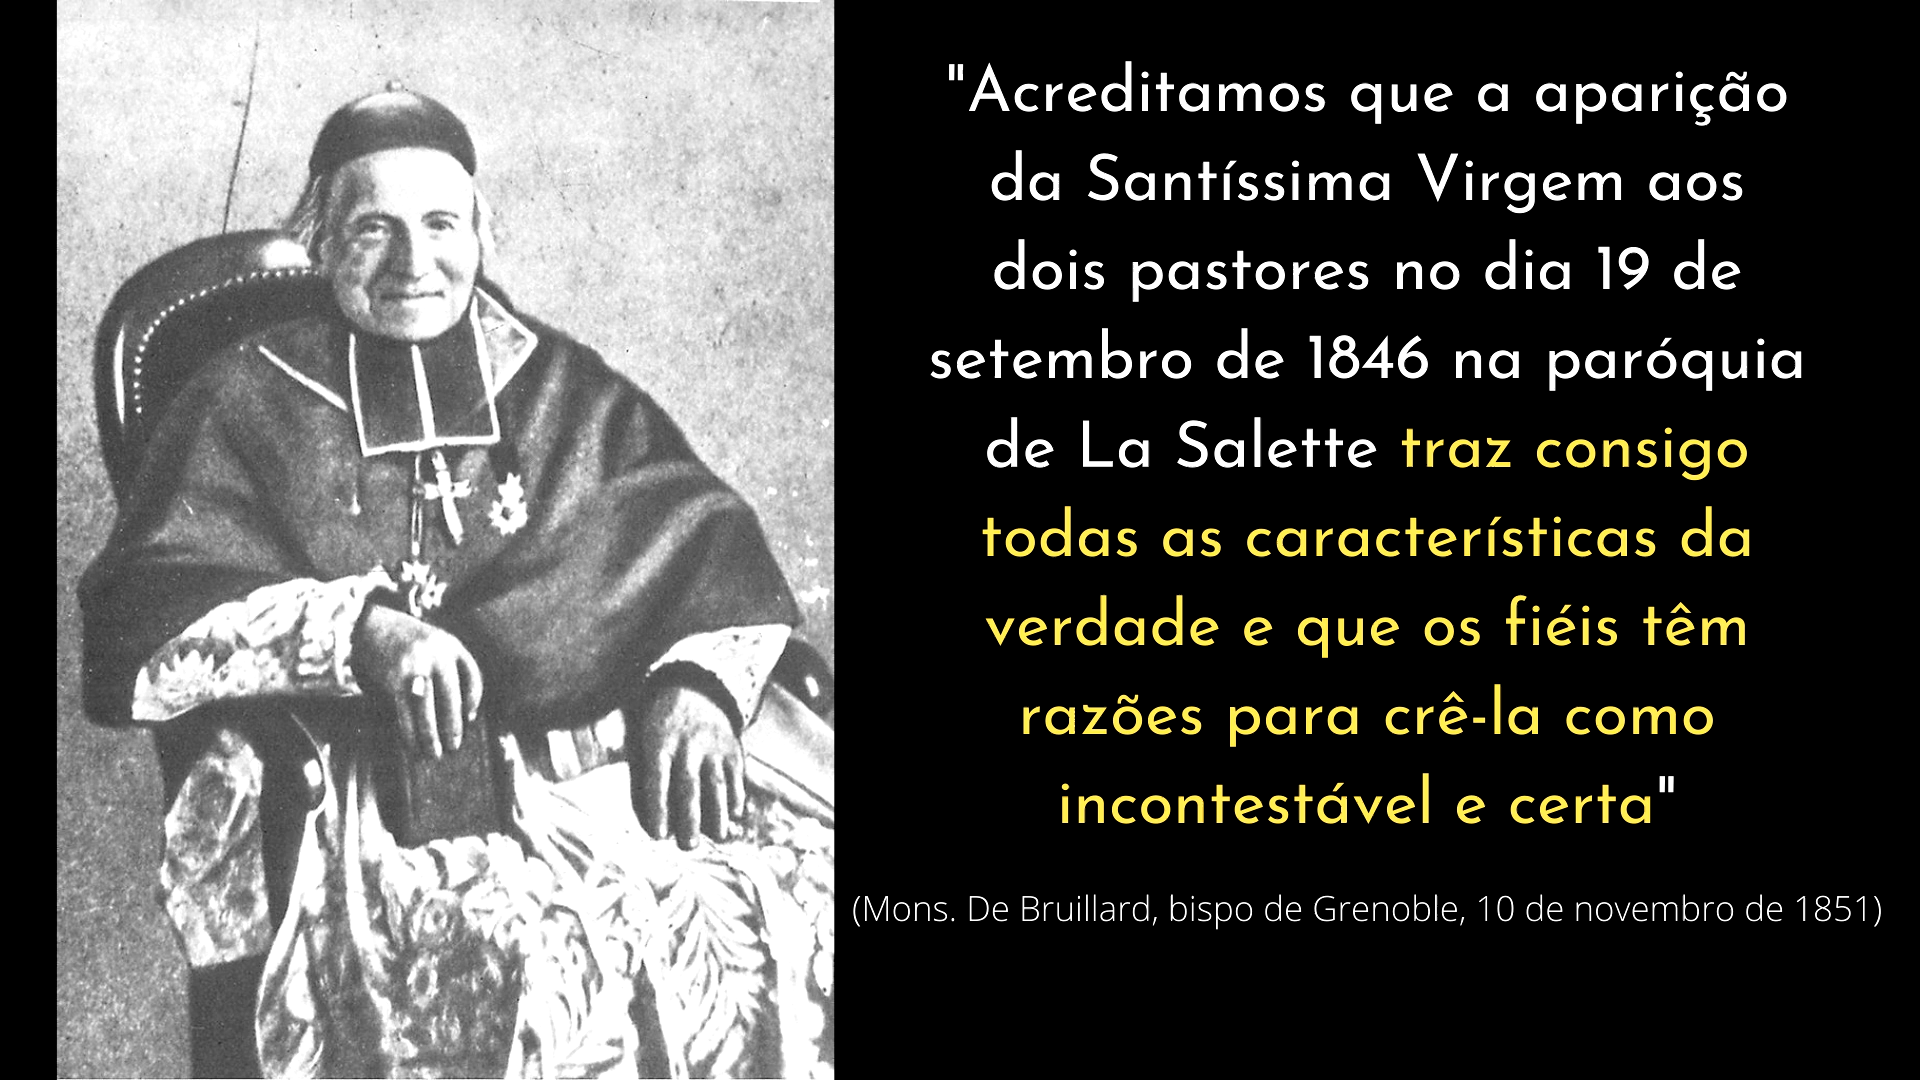 "Acreditamos que a aparição
da Santíssima Virgem aos
dois pastores no dia 19 de
setembro de 1846 na paróquia
de La Salette traz consigo
todas as características da
verdade e que os fiéis têm
razões para crê-la como
incontestável e certa"
(Mons. De Bruillard, bispo de Grenoble, 10 de novembro de 1851)